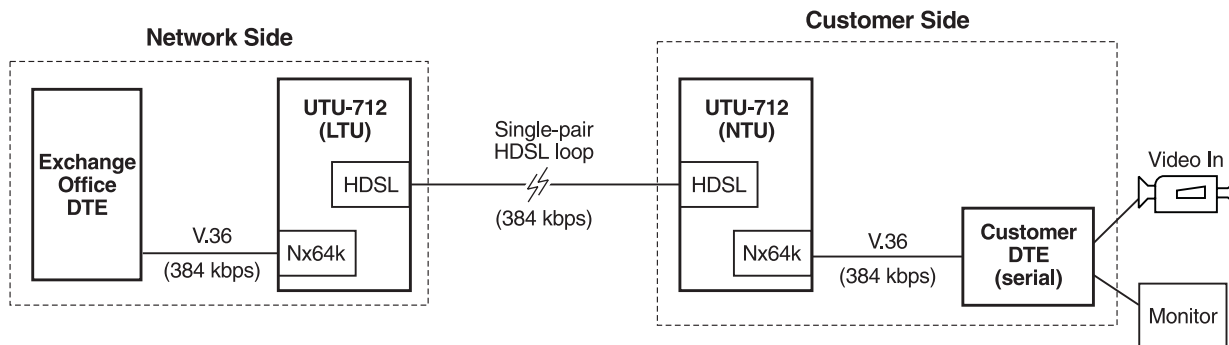 Network Side
Exchange
Office
DTE
V.36
(384 kbps)
UTU-712
(LTU)
HDSL
Nx64k
Single-pair
HDSL loop
(384 kbps)
Customer Side
UTU-712
(NTU)
HDSL
Nx64k
V.36
(384 kbps)
Customer
DTE
(serial)
Video In
Monitor